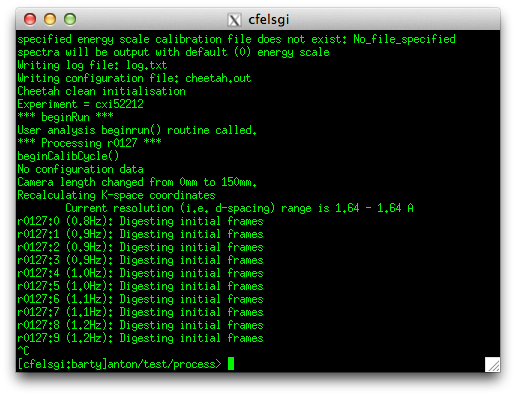 cfelsgi
specified energy scale calibration file does not exist: No_file_specified
spectra will be output with default (0) energy scale
Writing log file: log.txt
Writing configuration file: cheetah.out
Cheetah clean initialisation
Experiment = cxi52212
*** beginRun ***
User analysis beginrun() routine called.
*** Processing r0127 ***
beginCalibCycle()
No configuration data
Camera length changed from 0mm to 150mm.
Recalculating K-space coordinates
Current resolution (i.e. d-spacing) range is 1.64 - 1.64 A
r0127:0 (0.8Hz): Digesting initial frames
r0127:1 (0.9Hz): Digesting initial frames
r0127:2 (0.9Hz): Digesting initial frames
r0127:3 (0.9Hz): Digesting initial frames
r0127:4 (1.0Hz): Digesting initial frames
r0127:5 (1.0Hz): Digesting initial frames
r0127:6 (1.1Hz): Digesting initial frames
r0127:7 (1.1Hz): Digesting initial frames
r0127:8 (1.2Hz): Digesting initial frames
r0127:9 (1.2Hz): Digesting initial frames
^C
[cfelsgi:barty]anton/test/process>